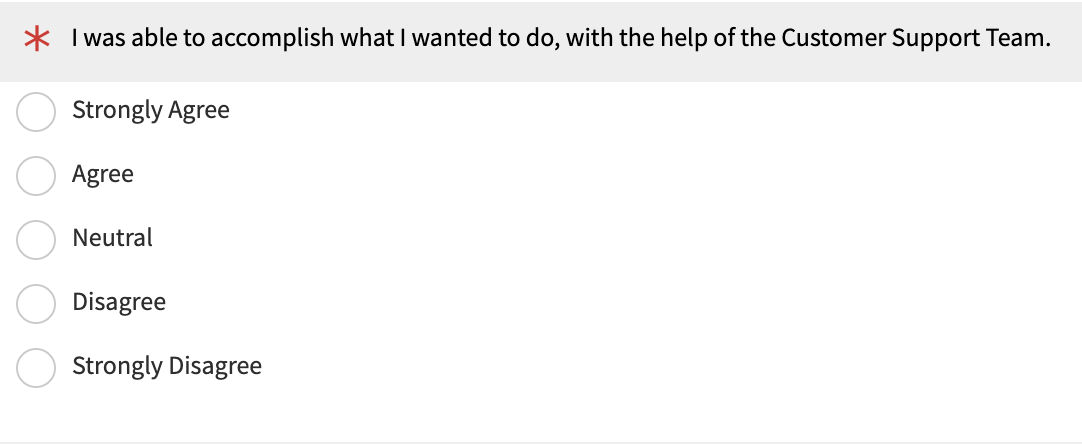 * I was able to accomplish what I wanted to do, with the help of the Customer Support Team.
Strongly Agree
Agree
Neutral
Disagree
Strongly Disagree